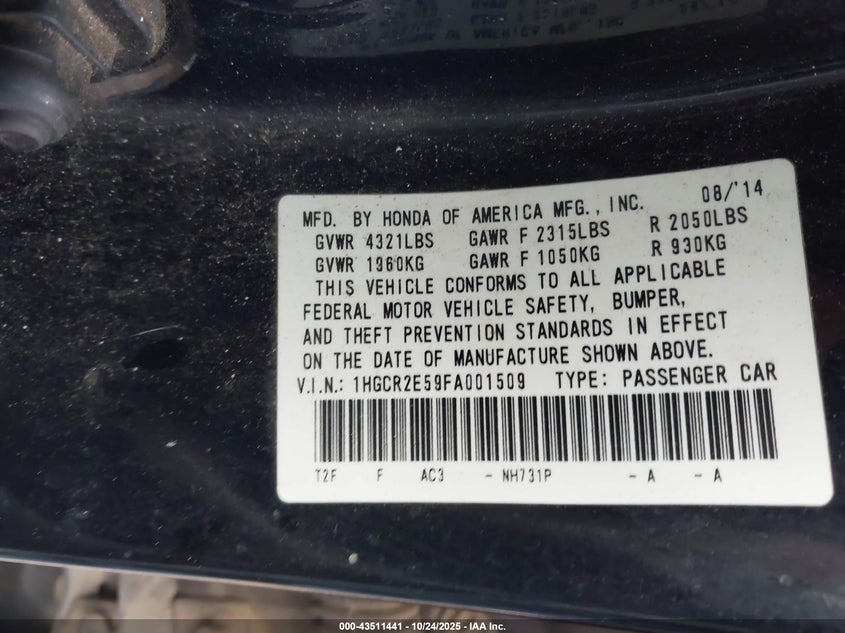 MFD. BY HONDA OF AMERICA MFG., INC. 08/'14
GVWR 4321LBS GAWR F 2315LBS R 2050LBS
GVWR 1960KG GAWR F 1050KG R 930KG
THIS VEHICLE CONFORMS TO ALL APPLICABLE
FEDERAL MOTOR VEHICLE SAFETY, BUMPER,
AND THEFT PREVENTION STANDARDS IN EFFECT
ON THE DATE OF MANUFACTURE SHOWN ABOVE.
V.I.N.: 1HGCR2E59FA001509 TYPE: PASSENGER CAR
T2F F AC3 - NH731P - A - A
000-43511441 - 10/24/2025 - IAA Inc.